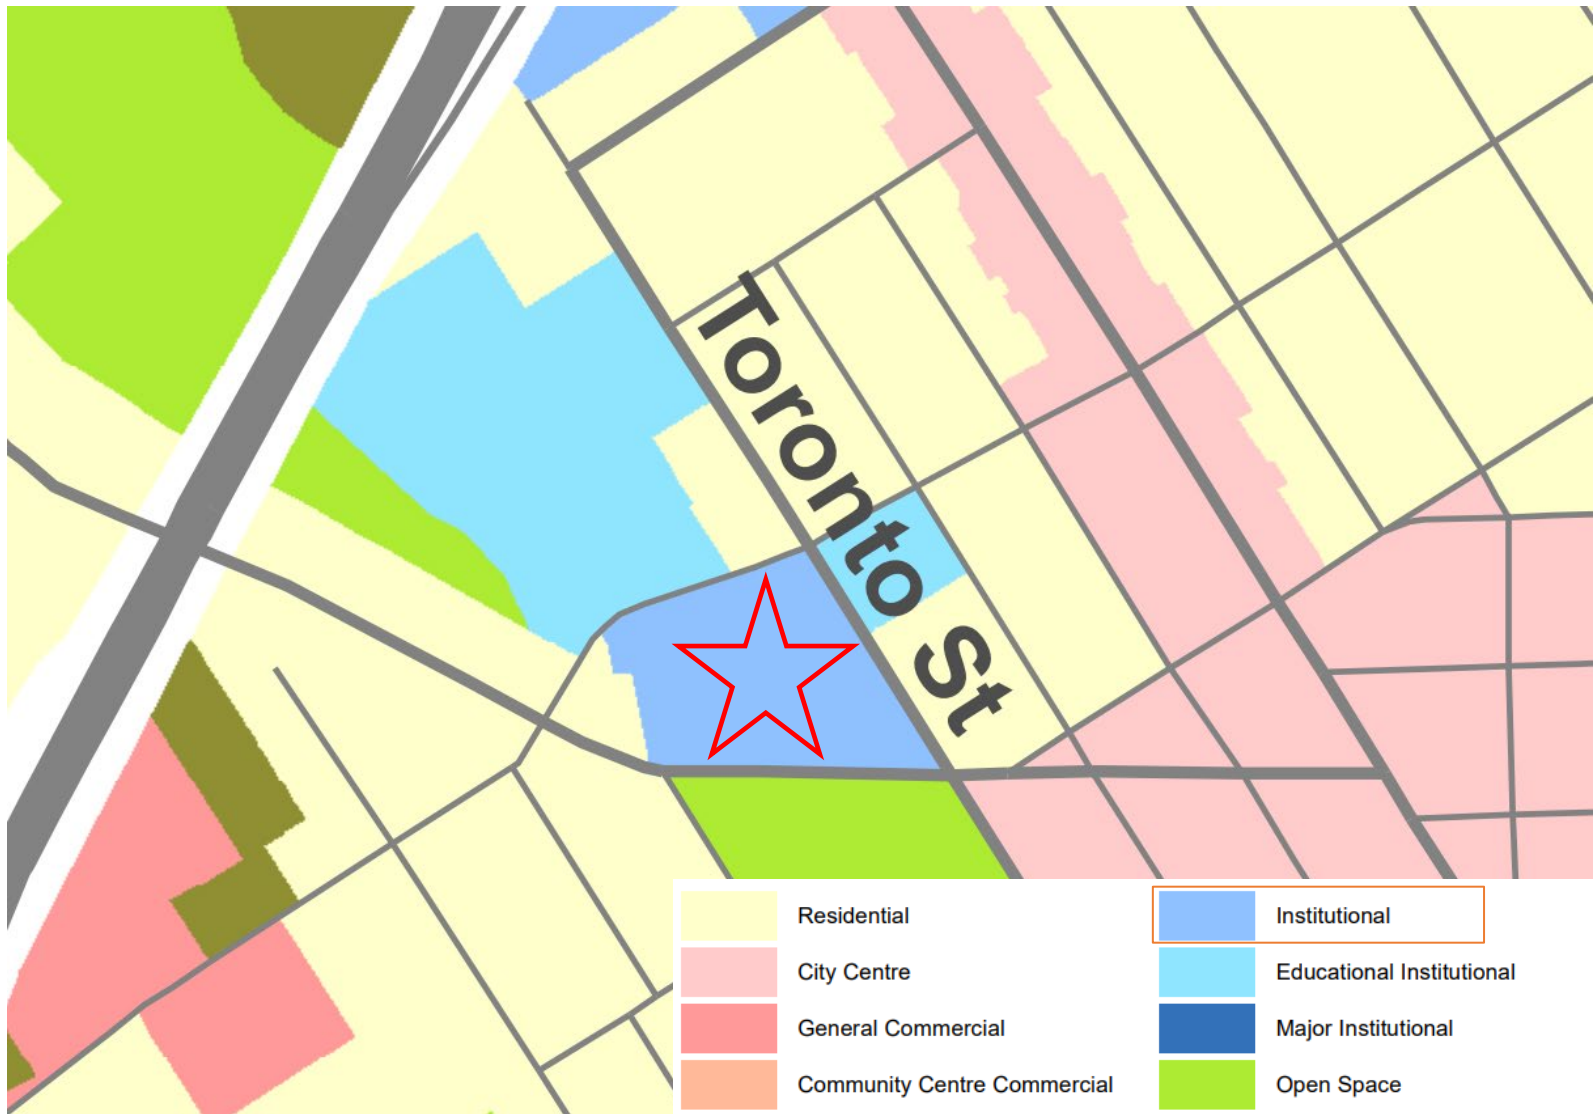 Toronto St
Residential
Institutional
City Centre
Educational Institutional
General Commercial
Major Institutional
Community Centre Commercial
Open Space